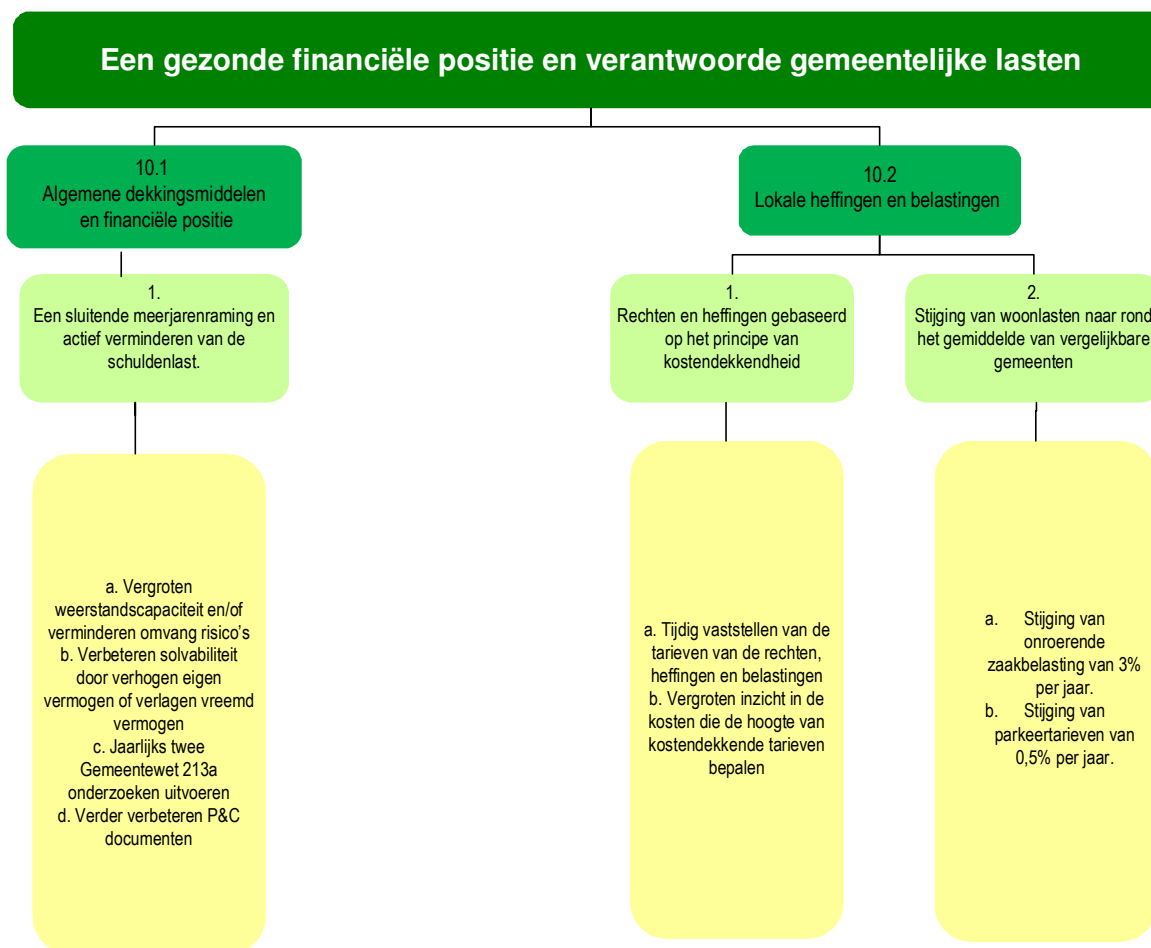 Een gezonde financiële positie en verantwoorde gemeentelijke lasten
10.1
Algemene dekkingsmiddelen
en financiële positie
10.2
Lokale heffingen en belastingen
1.
Een sluitende meerjarenraming en
actief verminderen van de
schuldenlast.
1.
Rechten en heffingen gebaseerd
op het principe van
kostendekkendheid
2.
Stijging van woonlasten naar rond
het gemiddelde van vergelijkbare
gemeenten
a. Vergroten
weerstandscapaciteit en/of
verminderen omvang risico’s
b. Verbeteren solvabiliteit
door verhogen eigen
vermogen of verlagen vreemd
vermogen
c. Jaarlijks twee
Gemeentewet 213a
onderzoeken uitvoeren
d. Verder verbeteren P&C
documenten
a. Tijdig vaststellen van de
tarieven van de rechten,
heffingen en belastingen
b. Vergroten inzicht in de
kosten die de hoogte van
kostendekkende tarieven
bepalen
a. Stijging van
onroerende
zaakbelasting van 3%
per jaar.
b. Stijging van
parkeertarieven van
0,5% per jaar.